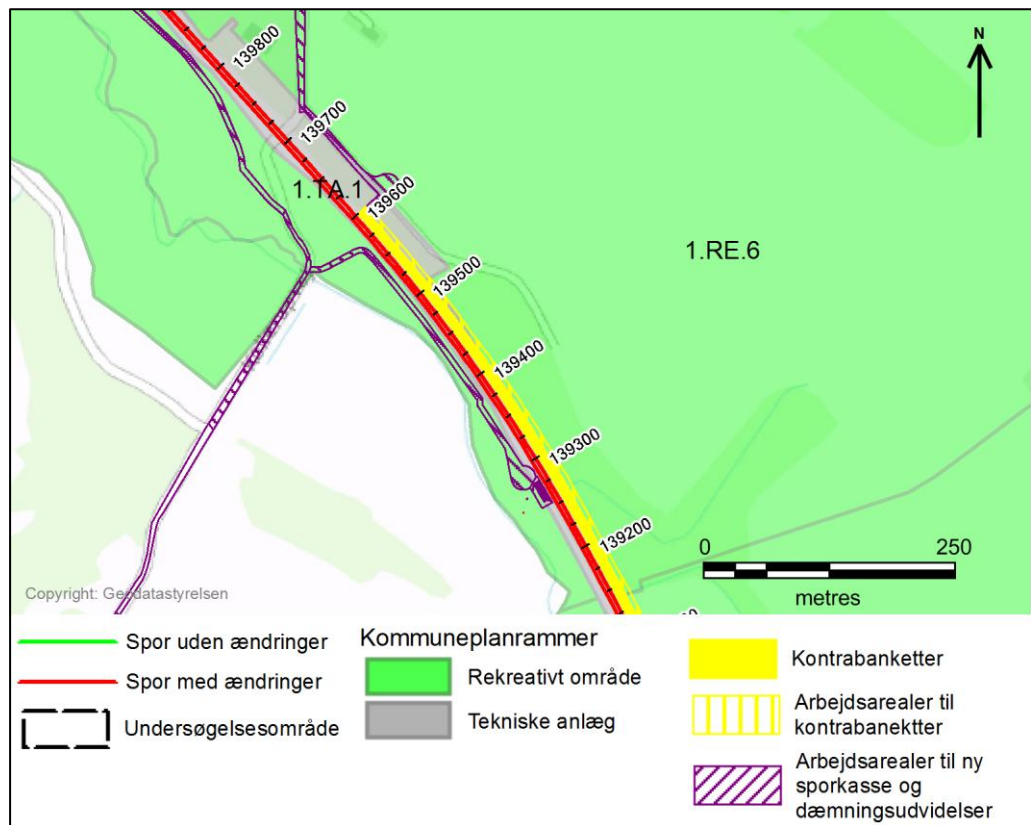 139800
N
139700
1.TA.1
139600
1.RE.6
139500
139400
139300
139200
0 250
metres
Copyright: Geodatastyrelsen
Spor uden ændringer
Spor med ændringer
Undersøgelsesområde
Kommuneplanrammer
Rekreativt område
Tekniske anlæg
Kontrabanketter
Arbejdsarealer til
kontrabanektter
Arbejdsarealer til ny
sporkasse og
dæmningsudvidelser